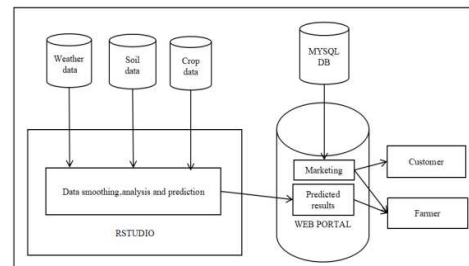 Weather
data
Soil
data
Crop
data
MYSQL
DB
Data smoothing,analysis and prediction
RSTUDIO
Marketing
Predicted
results
WEB PORTAL
Customer
Farmer